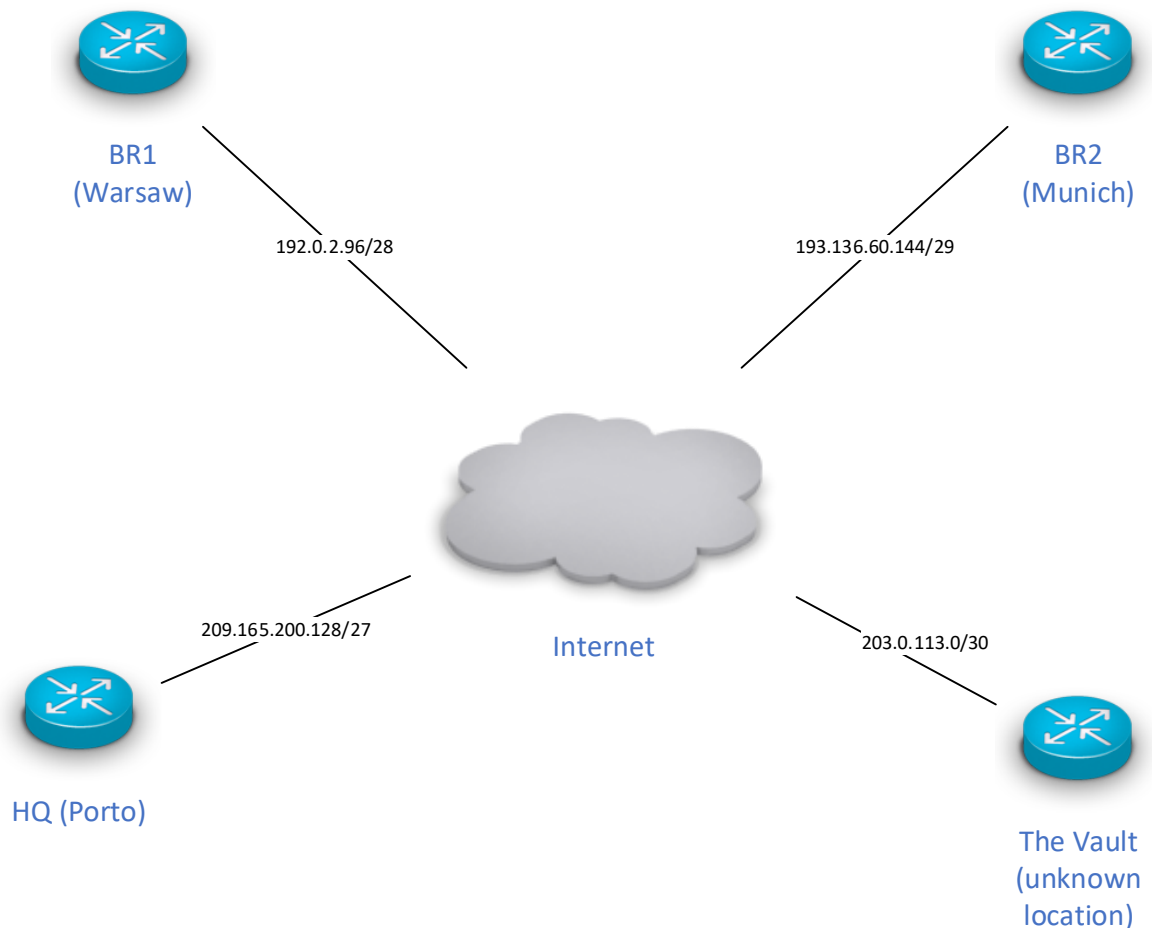 BR1
(Warsaw)
BR2
(Munich)
192.0.2.96/28
193.136.60.144/29
209.165.200.128/27
Internet
203.0.113.0/30
HQ (Porto)
The Vault
(unknown
location)